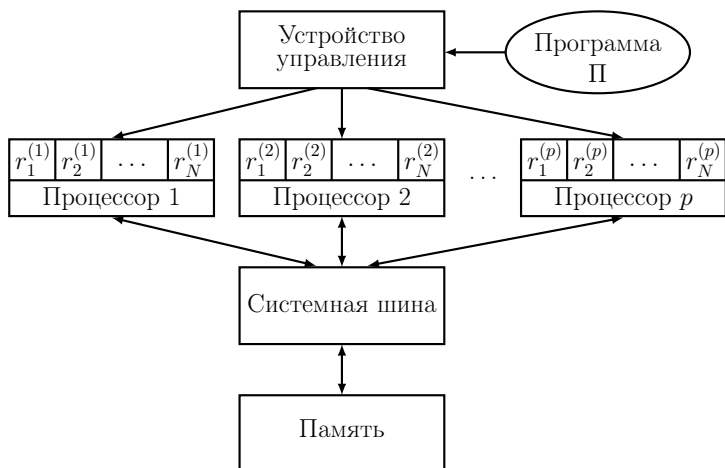 Устройство
управления
Программа
П
r_1^{(1)} r_2^{(1)} ... r_N^{(1)} r_1^{(2)} r_2^{(2)} ... r_N^{(2)} ... r_1^{(p)} r_2^{(p)} ... r_N^{(p)}
Процессор 1 Процессор 2 Процессор p
Системная шина
Память